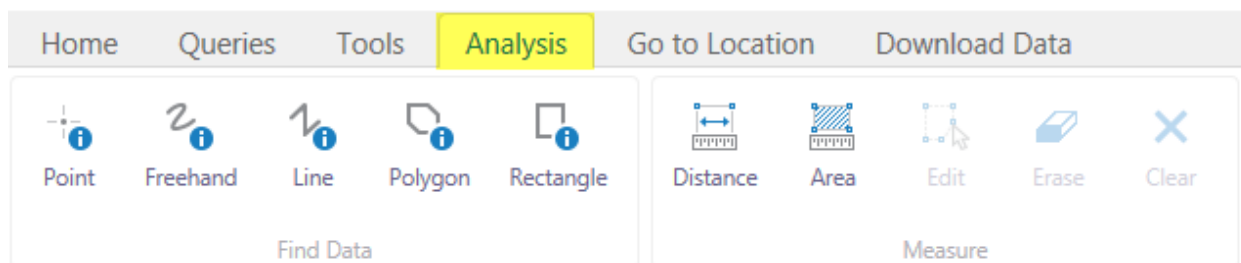 Home Queries Tools Analysis Go to Location Download Data
Point Freehand Line Polygon Rectangle Distance Area Edit Erase Clear
Find Data Measure